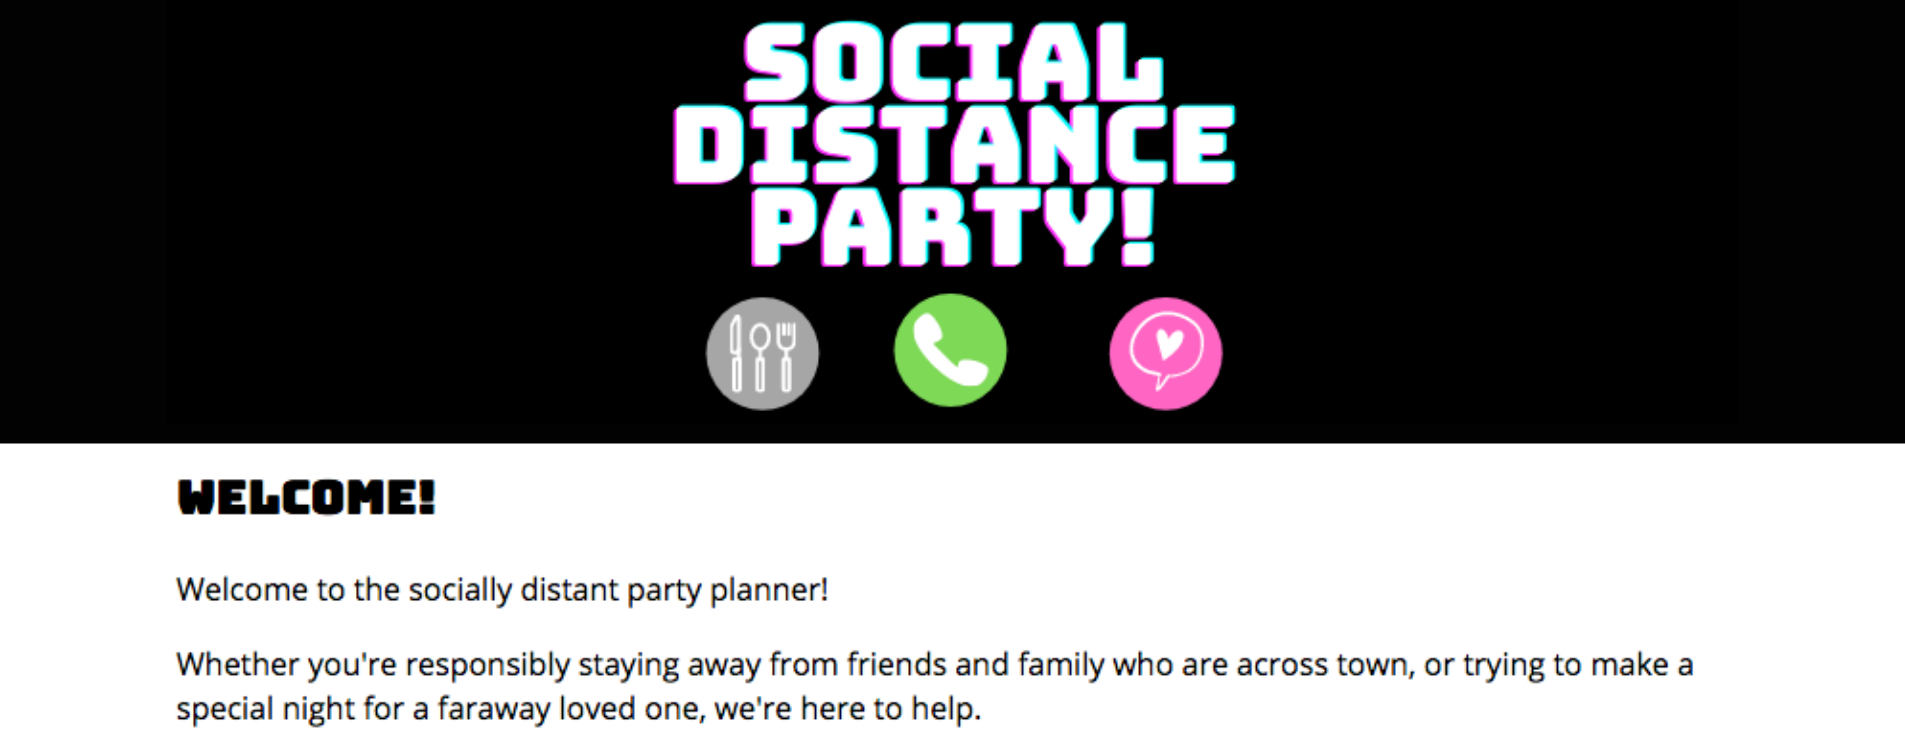 SOCIAL
DISTANCE
PARTY!
WELCOME!
Welcome to the socially distant party planner!
Whether you're responsibly staying away from friends and family who are across town, or trying to make a
special night for a faraway loved one, we're here to help.